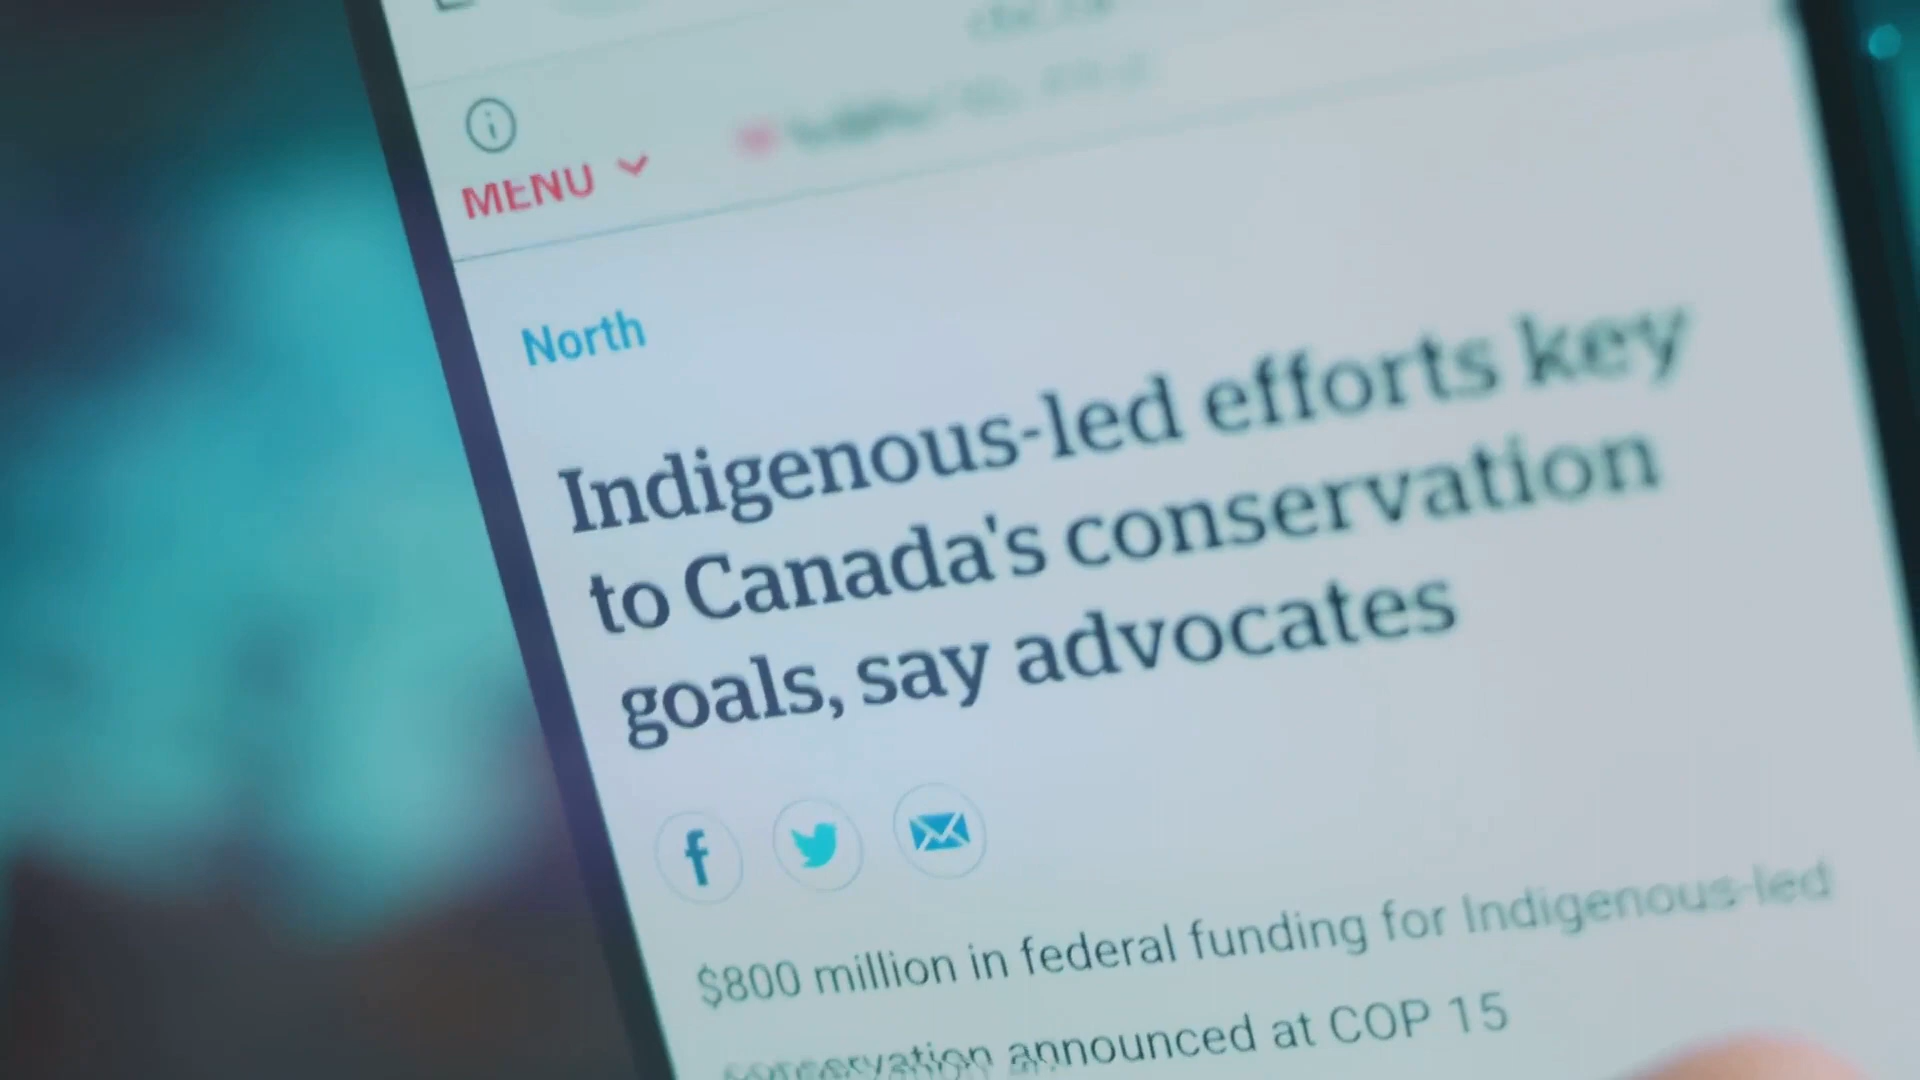 MENU
North
Indigenous-led efforts key
to Canada's conservation
goals, say advocates
$800 million in federal funding for Indigenous-led
conservation announced at COP 15